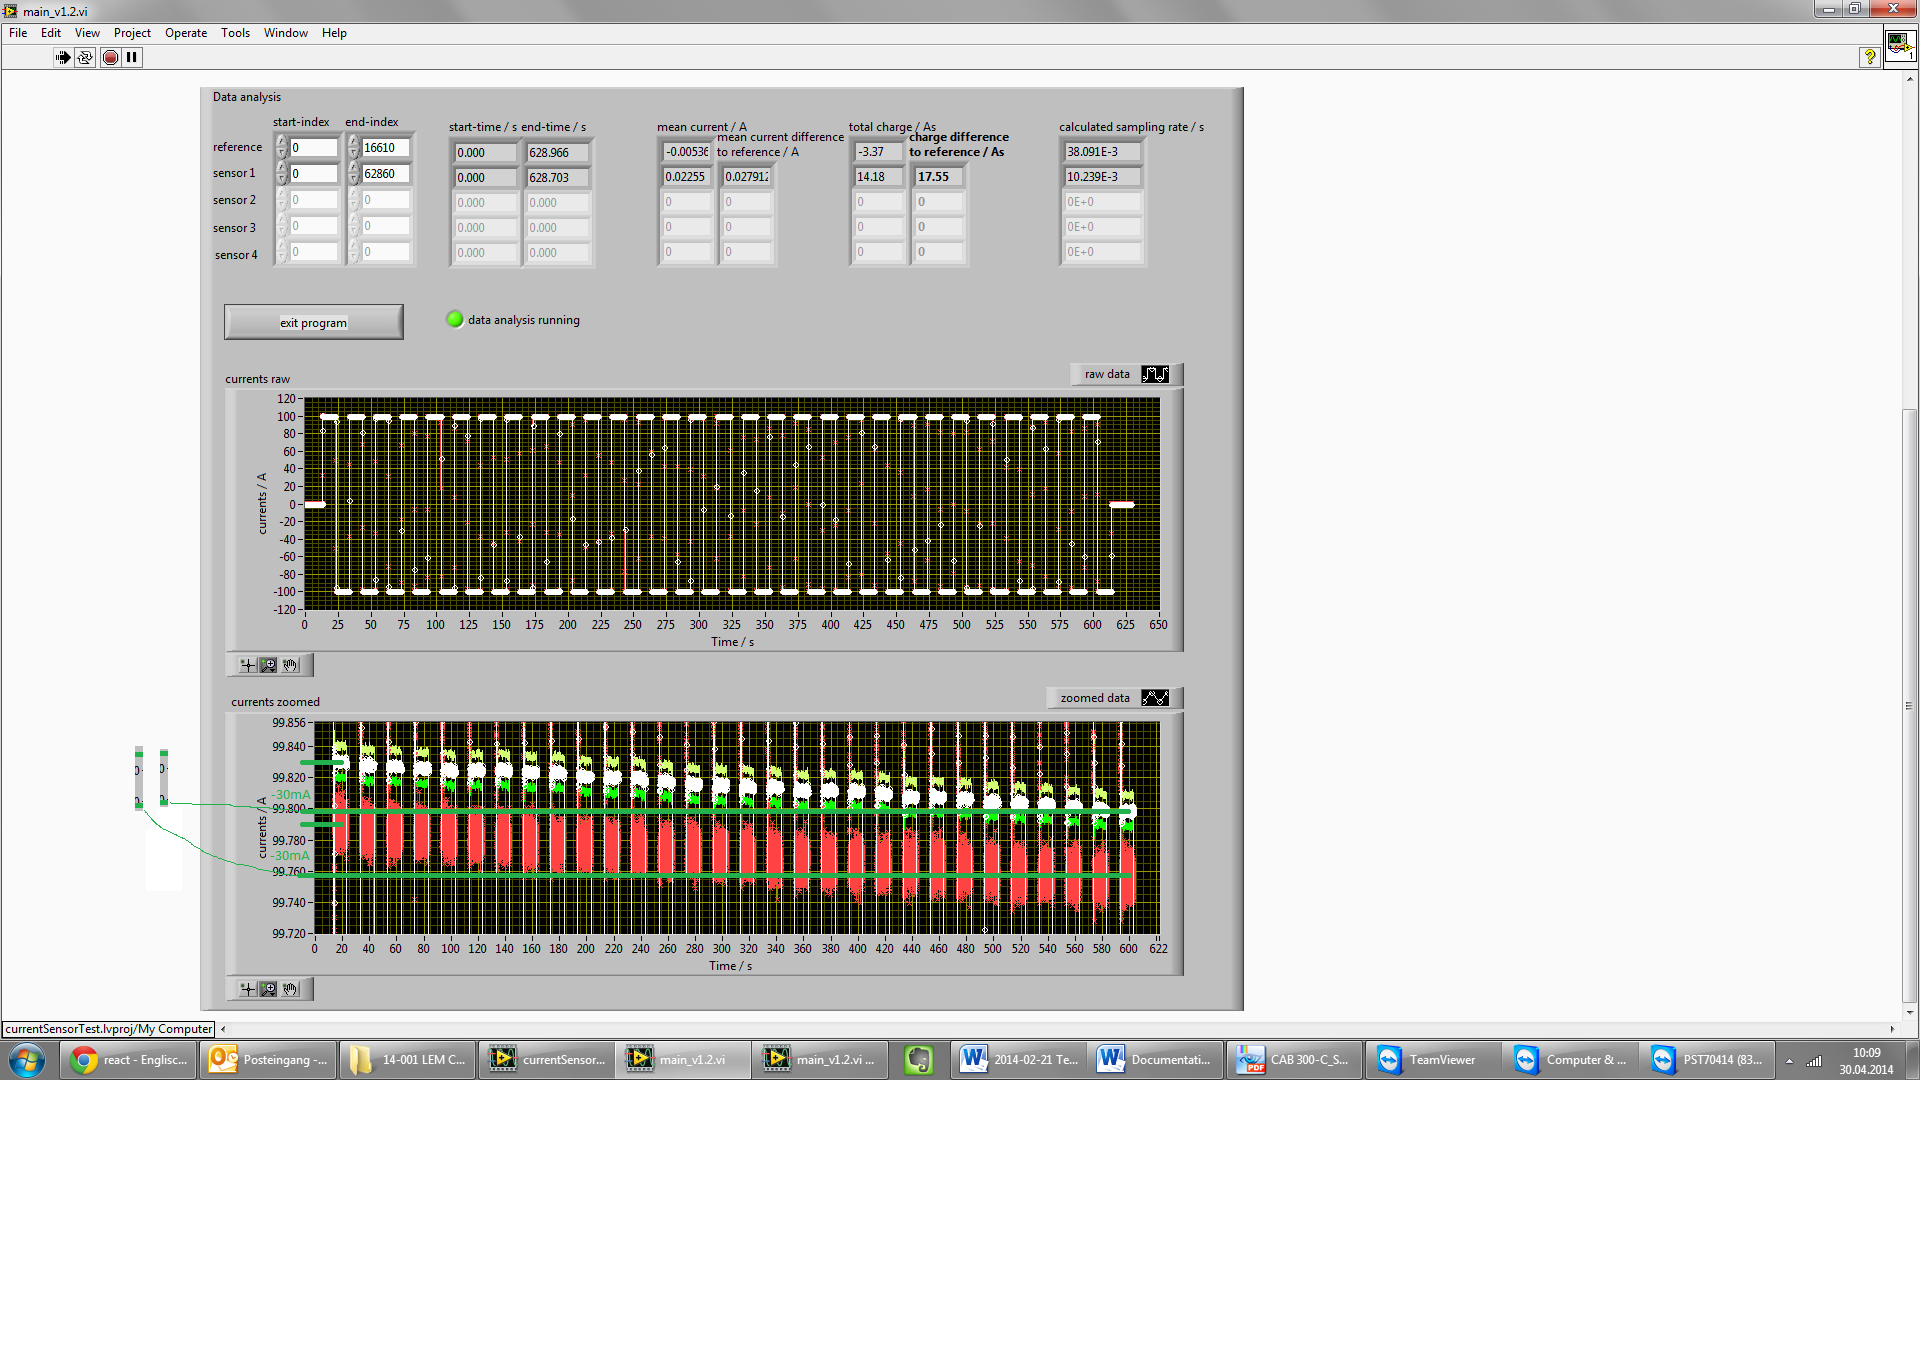 main_v1.2.vi
File Edit View Project Operate Tools Window Help
Data analysis
start-index end-index start-time / s end-time / s mean current / A total charge / As calculated sampling rate / s
mean current difference to reference / A
charge difference to reference / As
reference 0 16610 0.000 628.966 -0.00536 -3.37 38.091E-3
sensor 1 0 62860 0.000 628.703 0.02255 0.027912 14.18 17.55 10.239E-3
sensor 2 0 0 0.000 0.000 0 0 0 0 0E+0
sensor 3 0 0 0.000 0.000 0 0 0 0 0E+0
sensor 4 0 0 0.000 0.000 0 0 0 0 0E+0
exit program
data analysis running
currents raw
raw data
currents / A
120
100
80
60
40
20
0
-20
-40
-60
-80
-100
-120
0 25 50 75 100 125 150 175 200 225 250 275 300 325 350 375 400 425 450 475 500 525 550 575 600 625 650
Time / s
currents zoomed
zoomed data
currents / A
99.856
99.840
99.820
-30mA
99.800
99.780
-30mA
99.760
99.740
99.720
0 20 40 60 80 100 120 140 160 180 200 220 240 260 280 300 320 340 360 380 400 420 440 460 480 500 520 540 560 580 600 622
Time / s
currentSensorTest.lvproj/My Computer
react - Englisc... Posteingang -... 14-001 LEM C... currentSensor... main_v1.2.vi main_v1.2.vi ... 2014-02-21 Te... Documentati... CAB 300-C_S... TeamViewer Computer & ... PST70414 (83... 10:09
30.04.2014